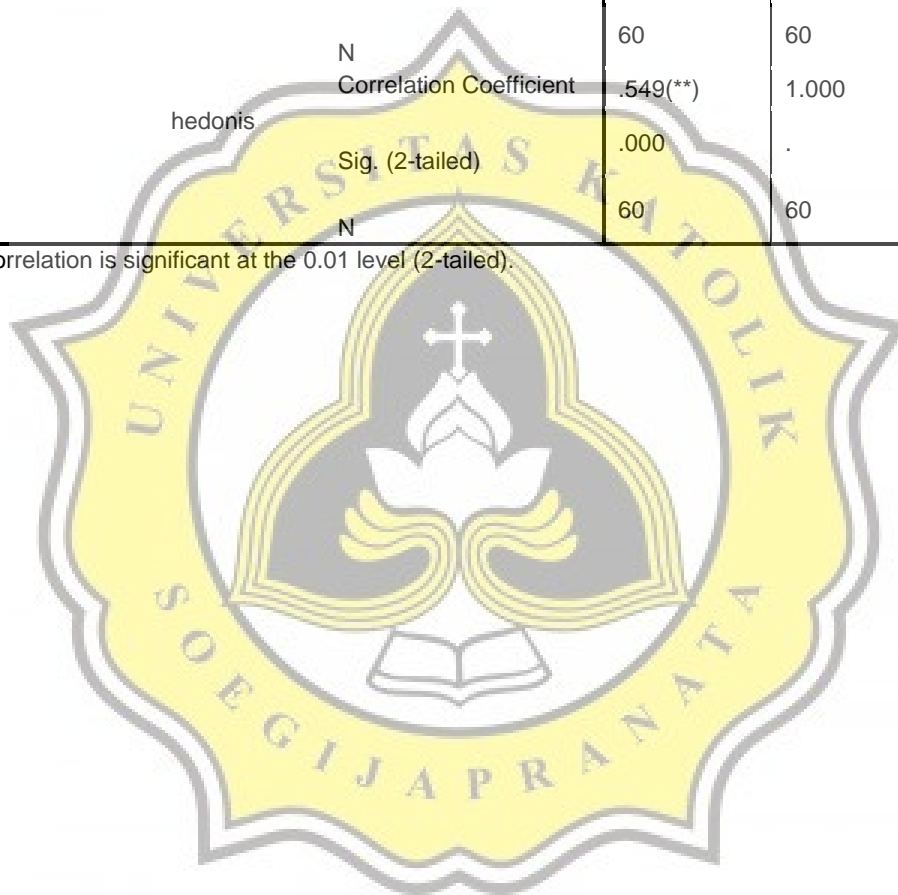 60 60
N
Correlation Coefficient .549(**) 1.000
hedonis
.000 .
Sig. (2-tailed)
60 60
N
orrelation is significant at the 0.01 level (2-tailed).
UNIVERSITAS KATOLIK
SOEGIJAPRANATA